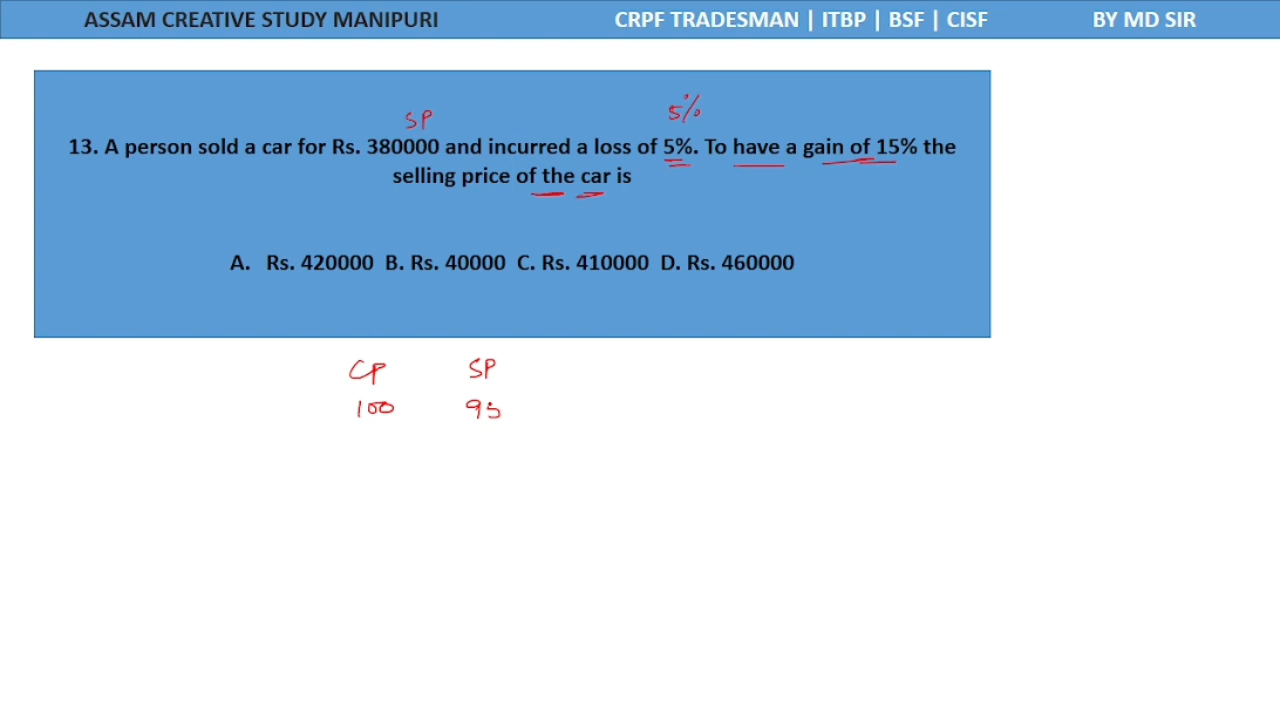 ASSAM CREATIVE STUDY MANIPURI CRPF TRADESMAN | ITBP | BSF | CISF BY MD SIR
SP 5%
13. A person sold a car for Rs. 380000 and incurred a loss of 5%. To have a gain of 15% the
selling price of the car is
A. Rs. 420000 B. Rs. 40000 C. Rs. 410000 D. Rs. 460000
CP SP
100 95